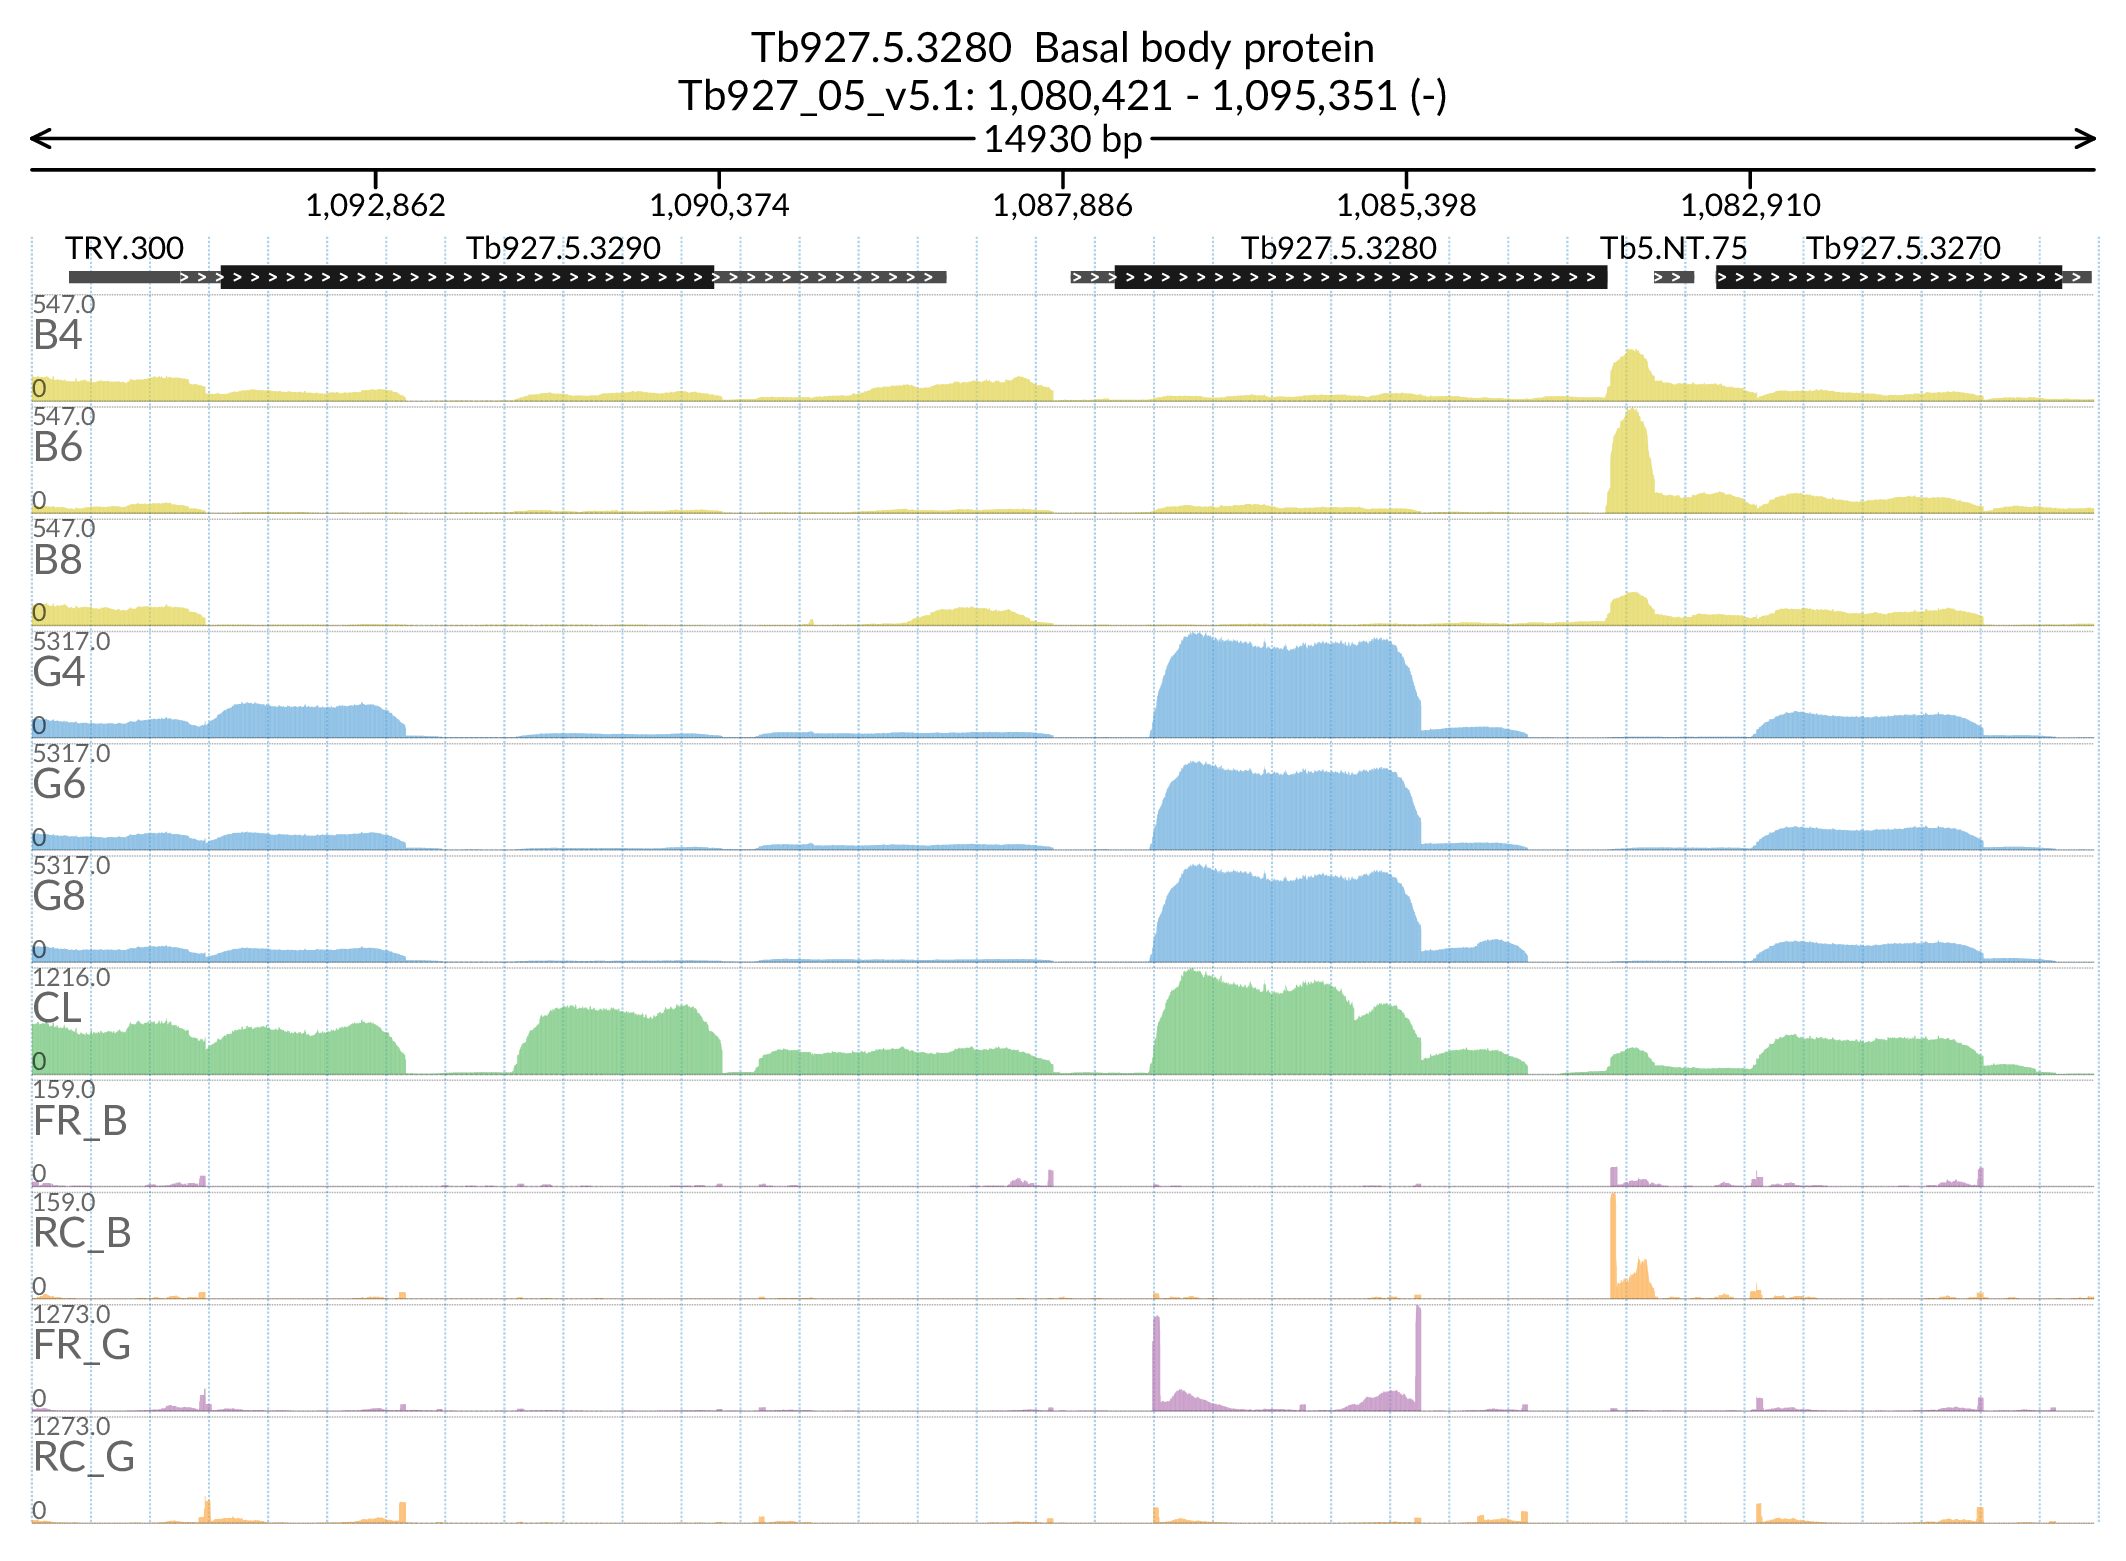 Tb927.5.3280 Basal body protein
Tb927_05_v5.1: 1,080,421 - 1,095,351 (-)
14930 bp
1,092,862 1,090,374 1,087,886 1,085,398 1,082,910
TRY.300 Tb927.5.3290 Tb927.5.3280 Tb5.NT.75 Tb927.5.3270
547.0
B4
0
547.0
B6
0
547.0
B8
0
5317.0
G4
0
5317.0
G6
0
5317.0
G8
0
1216.0
CL
0
159.0
FR_B
0
159.0
RC_B
0
1273.0
FR_G
0
1273.0
RC_G
0